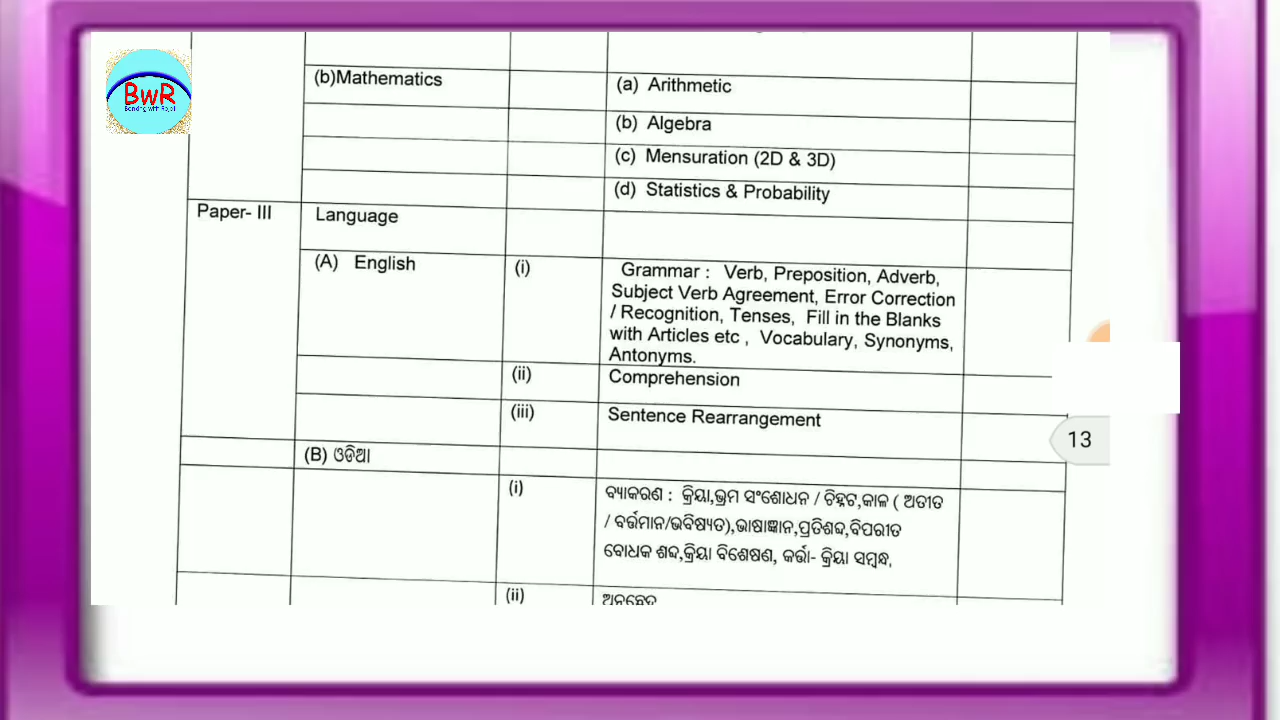 BwR
(b)Mathematics
(a) Arithmetic
(b) Algebra
(c) Mensuration (2D & 3D)
(d) Statistics & Probability
Paper- III
Language
(A) English
(i)
Grammar : Verb, Preposition, Adverb,
Subject Verb Agreement, Error Correction
/ Recognition, Tenses, Fill in the Blanks
with Articles etc , Vocabulary, Synonyms,
Antonyms.
(ii)
Comprehension
(iii)
Sentence Rearrangement
13
(B) ଓଡିଆ
(i)
ବ୍ୟାକରଣ : କ୍ରିୟା,ଭ୍ରମ ସଂଶୋଧନ / ଚିହ୍ନଟ,କାଳ ( ଅତୀତ
/ ବର୍ତ୍ତମାନ/ଭବିଷ୍ୟତ),ଭାଷାଜ୍ଞାନ,ପ୍ରତିଶବ୍ଦ,ବିପରୀତ
ବୋଧକ ଶବ୍ଦ,କ୍ରିୟା ବିଶେଷଣ, କର୍ତ୍ତା- କ୍ରିୟା ସମ୍ବନ୍ଧ,
(ii)